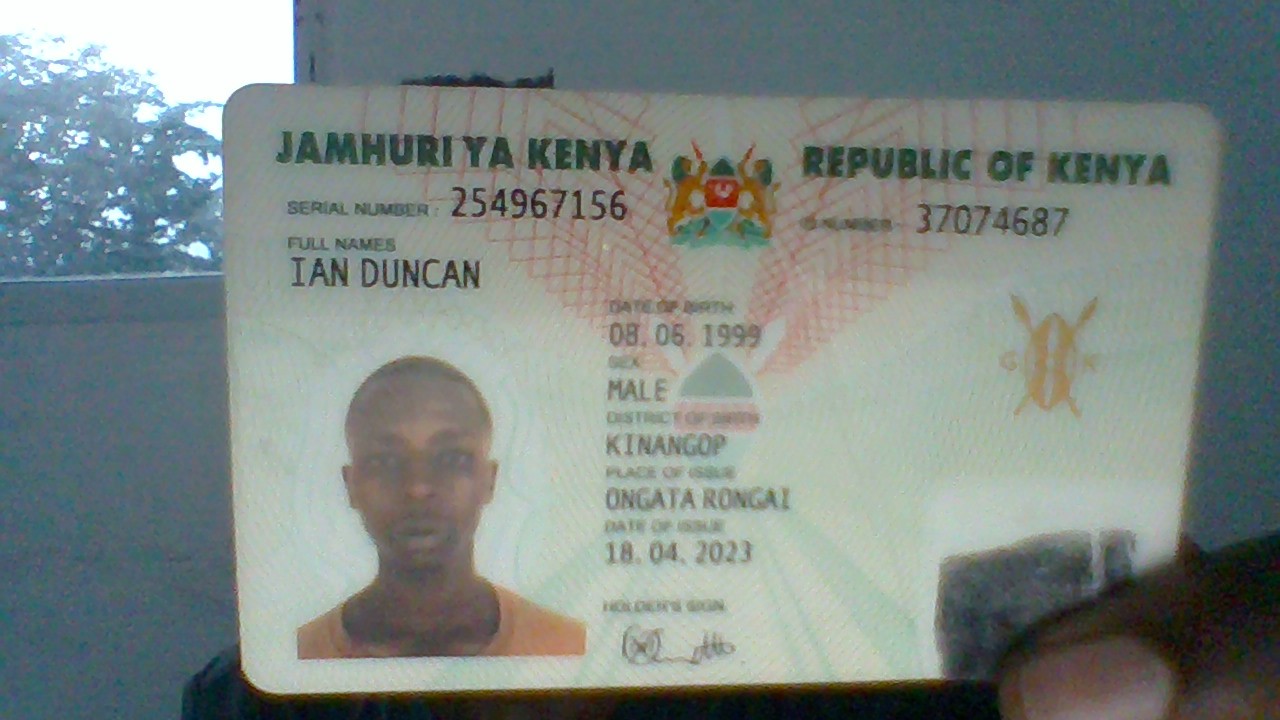 JAMHURI YA KENYA
REPUBLIC OF KENYA
SERIAL NUMBER : 254967156
ID NUMBER : 37074687
FULL NAMES
IAN DUNCAN
DATE OF BIRTH
08. 06. 1999
SEX
MALE
DISTRICT OF BIRTH
KINANGOP
PLACE OF ISSUE
ONGATA RONGAI
DATE OF ISSUE
18. 04. 2023
HOLDER'S SIGN.